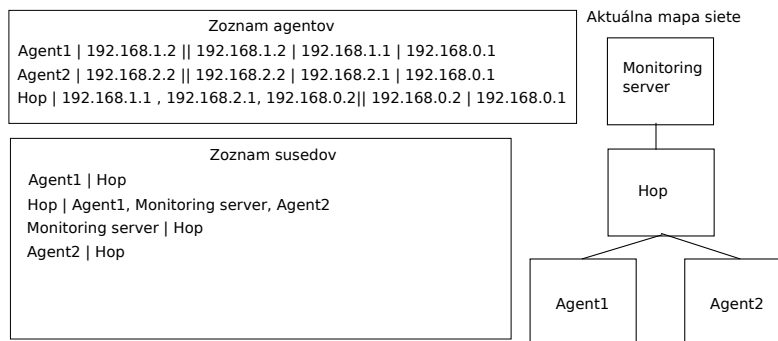 Zoznam agentov
Agent1 | 192.168.1.2 || 192.168.1.2 | 192.168.1.1 | 192.168.0.1
Agent2 | 192.168.2.2 || 192.168.2.2 | 192.168.2.1 | 192.168.0.1
Hop | 192.168.1.1 , 192.168.2.1, 192.168.0.2|| 192.168.0.2 | 192.168.0.1
Zoznam susedov
Agent1 | Hop
Hop | Agent1, Monitoring server, Agent2
Monitoring server | Hop
Agent2 | Hop
Aktuálna mapa siete
Monitoring
server
Hop
Agent1
Agent2